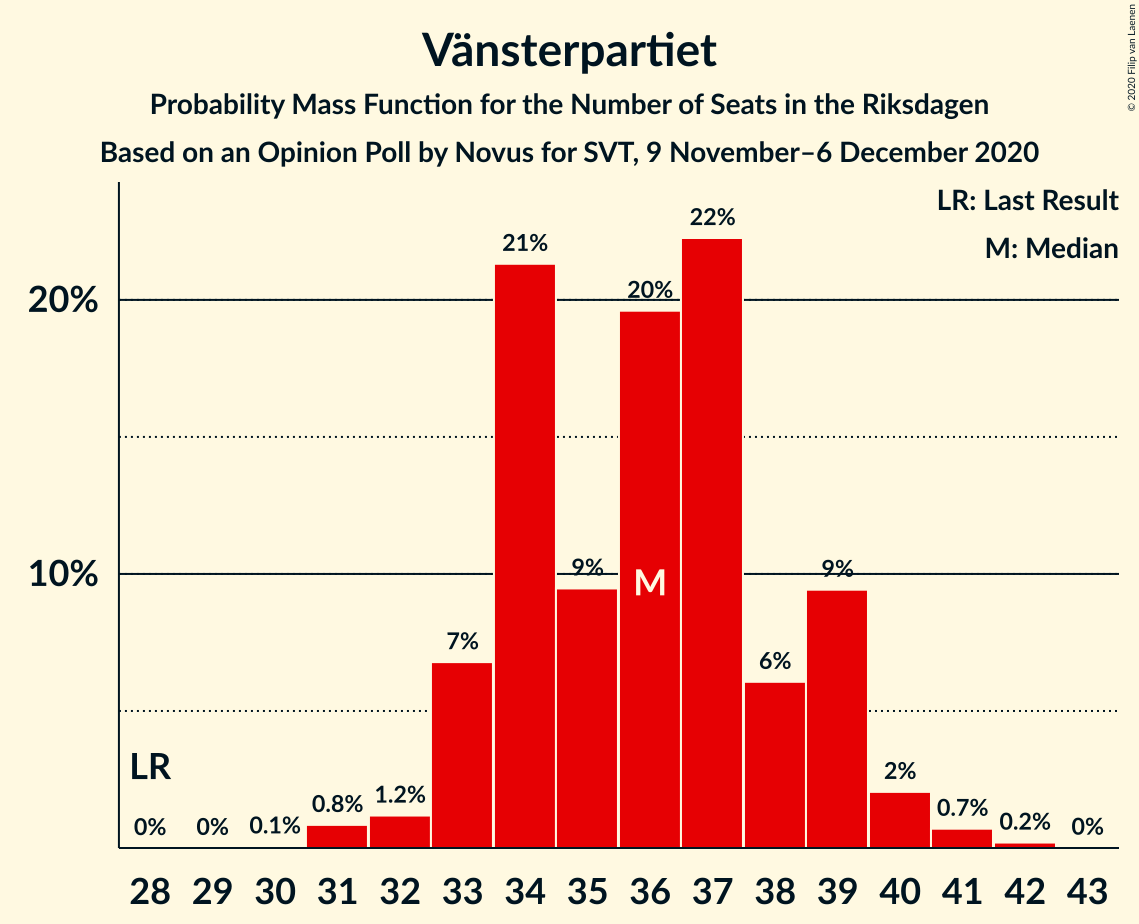 Vänsterpartiet
Probability Mass Function for the Number of Seats in the Riksdagen
Based on an Opinion Poll by Novus for SVT, 9 November–6 December 2020
© 2020 Filip van Laenen
LR: Last Result
M: Median
20%
10%
LR
M
0% 0% 0.1% 0.8% 1.2% 7% 21% 9% 20% 22% 6% 9% 2% 0.7% 0.2% 0%
28 29 30 31 32 33 34 35 36 37 38 39 40 41 42 43